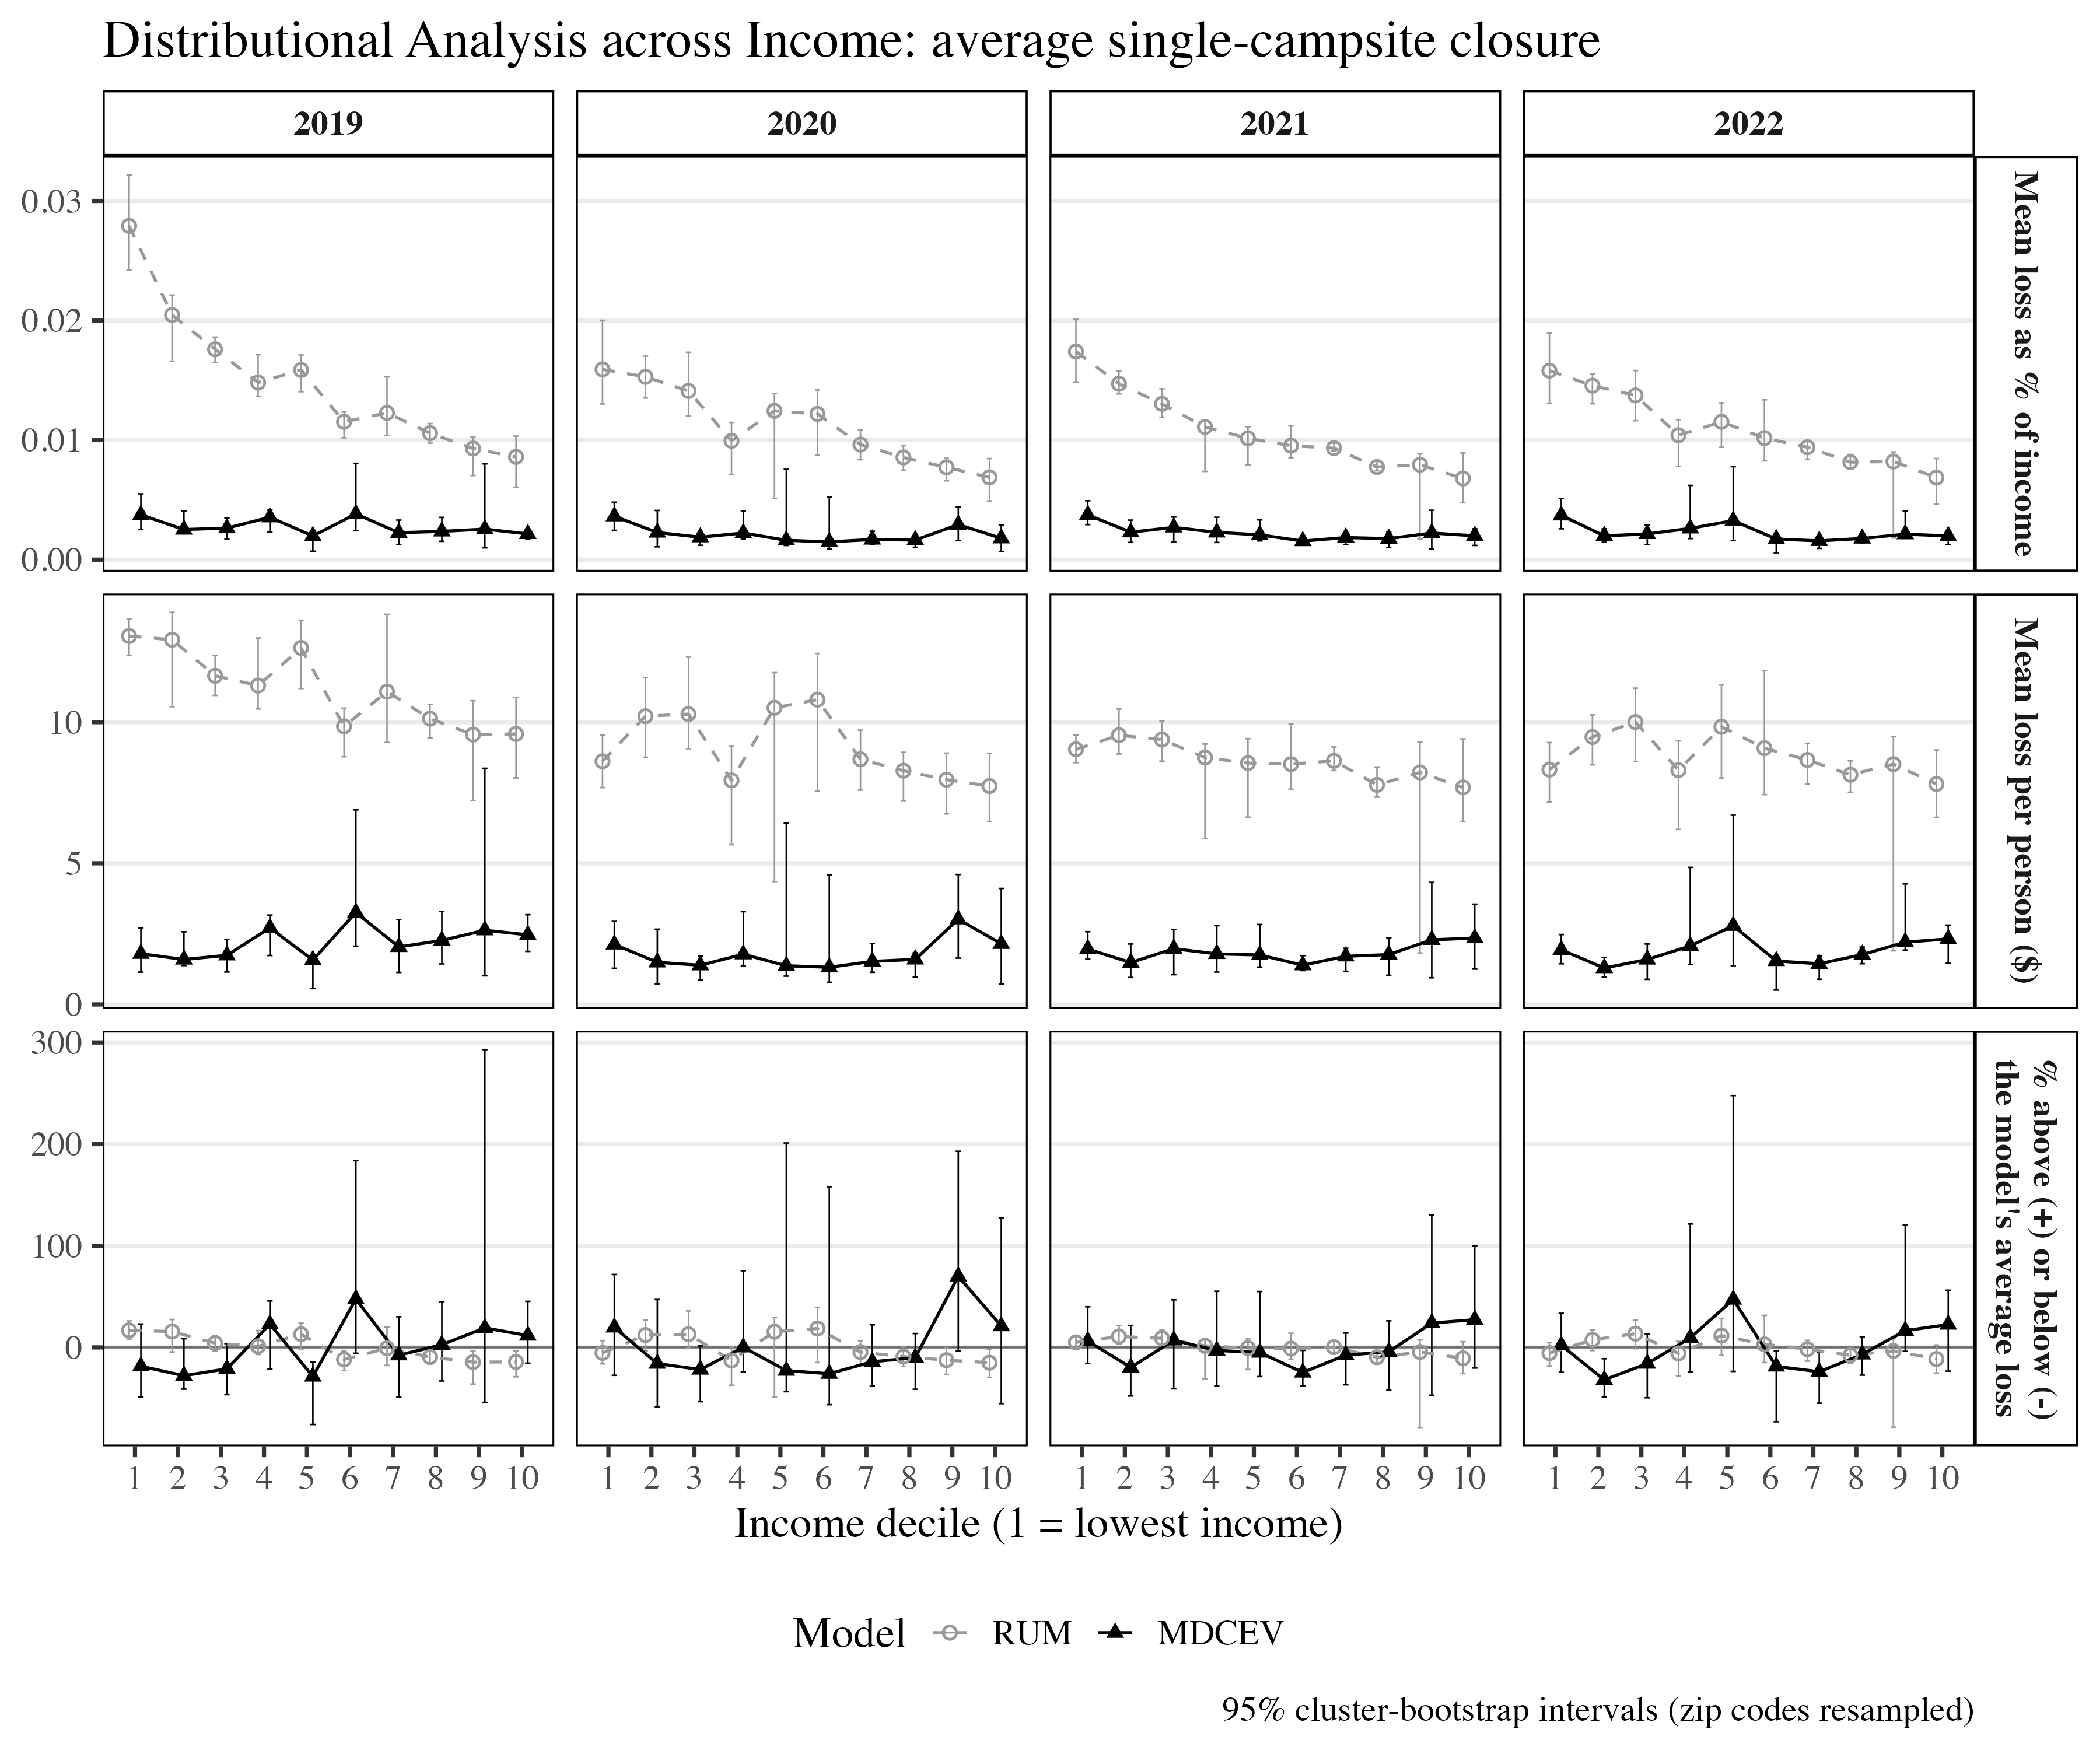 Distributional Analysis across Income: average single-campsite closure
2019
2020
2021
2022
0.03
0.02
0.01
0.00
Mean loss as % of income
10
5
0
Mean loss per person ($)
300
200
100
0
% above (+) or below (-)
the model's average loss
1 2 3 4 5 6 7 8 9 10
1 2 3 4 5 6 7 8 9 10
1 2 3 4 5 6 7 8 9 10
1 2 3 4 5 6 7 8 9 10
Income decile (1 = lowest income)
Model RUM MDCEV
95% cluster-bootstrap intervals (zip codes resampled)